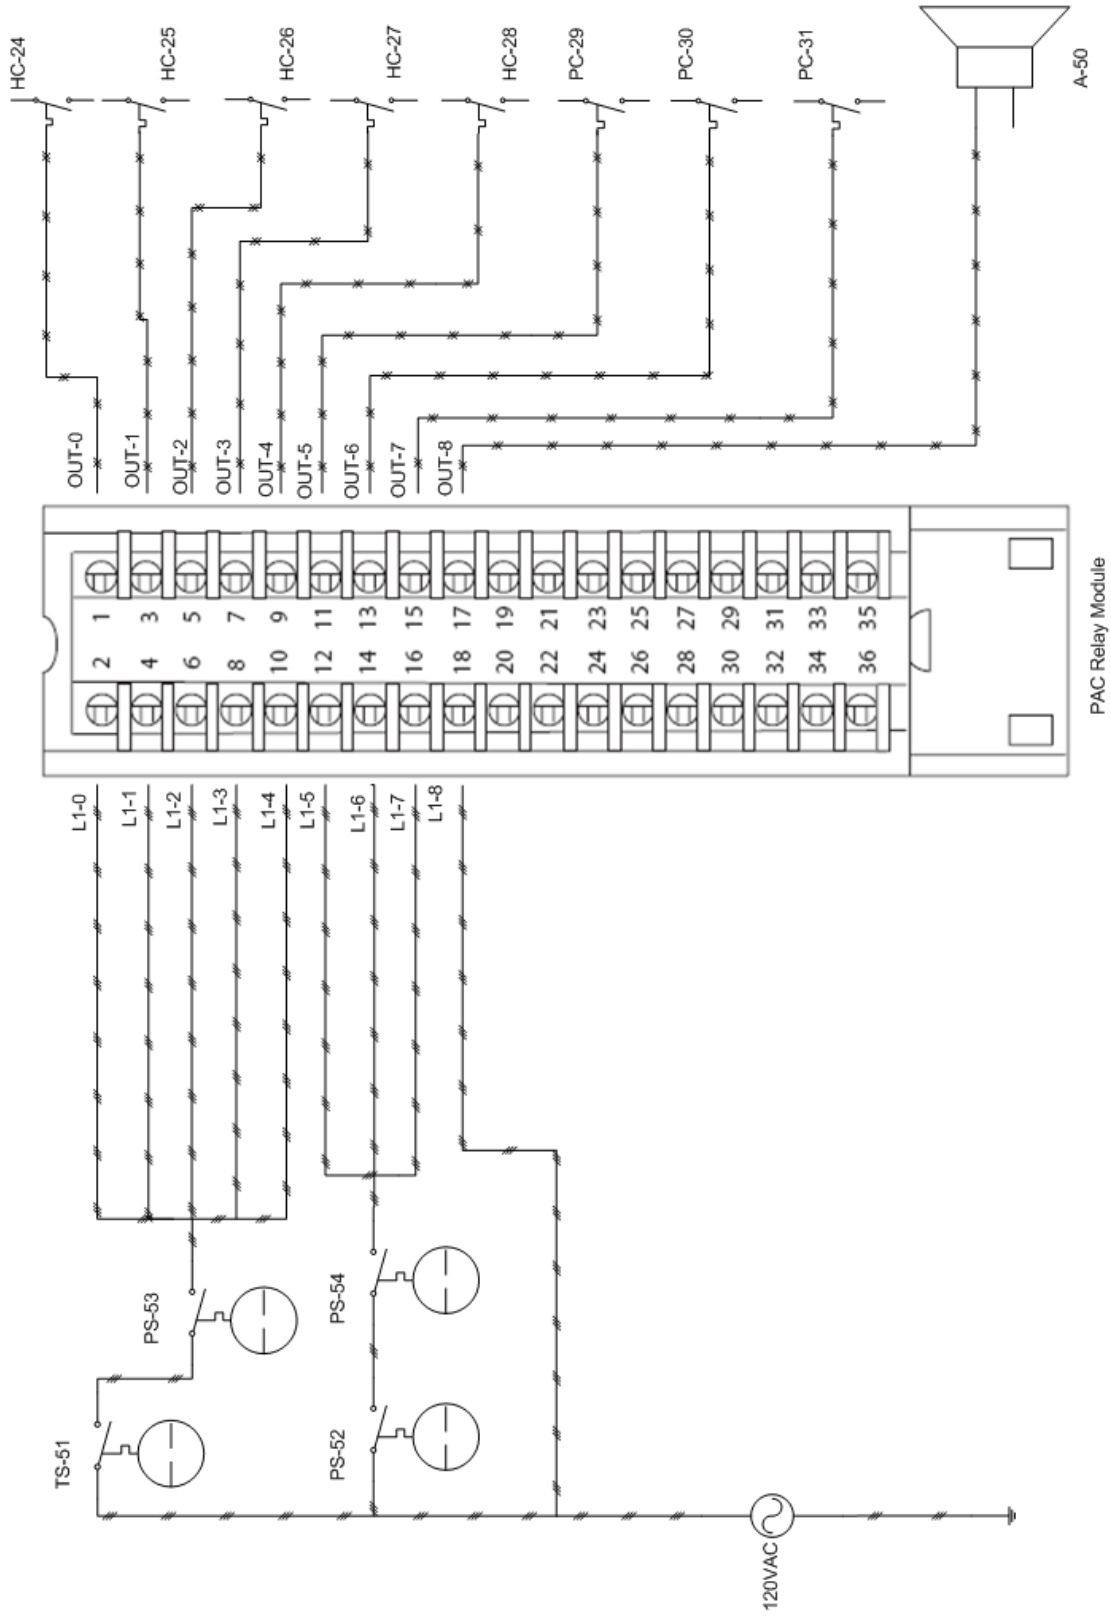 HC-24
HC-25
HC-26
HC-27
HC-28
PC-29
PC-30
PC-31
A-50
OUT-0
OUT-1
OUT-2
OUT-3
OUT-4
OUT-5
OUT-6
OUT-7
OUT-8
1
3
5
7
9
11
13
15
17
19
21
23
25
27
29
31
33
35
2
4
6
8
10
12
14
16
18
20
22
24
26
28
30
32
34
36
PAC Relay Module
L1-0
L1-1
L1-2
L1-3
L1-4
L1-5
L1-6
L1-7
L1-8
PS-53
PS-54
TS-51
PS-52
120VAC